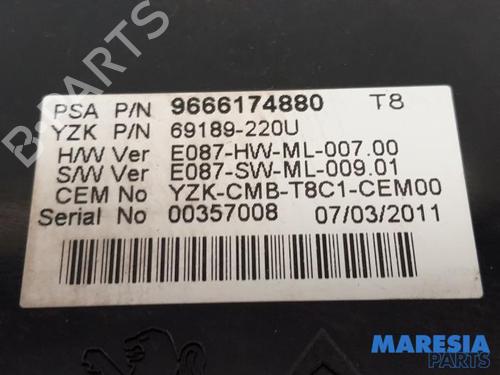 PSA P/N 9666174880 T8
YZK P/N 69189-220U
H/W Ver E087-HW-ML-007.00
S/W Ver E087-SW-ML-009.01
CEM No YZK-CMB-T8C1-CEM00
Serial No 00357008 07/03/2011
B-PARTS
MARESIA
PARTS